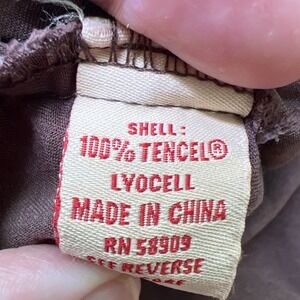 SHELL:
100% TENCEL®
LYOCELL
MADE IN CHINA
RN 58909
SEE REVERSE